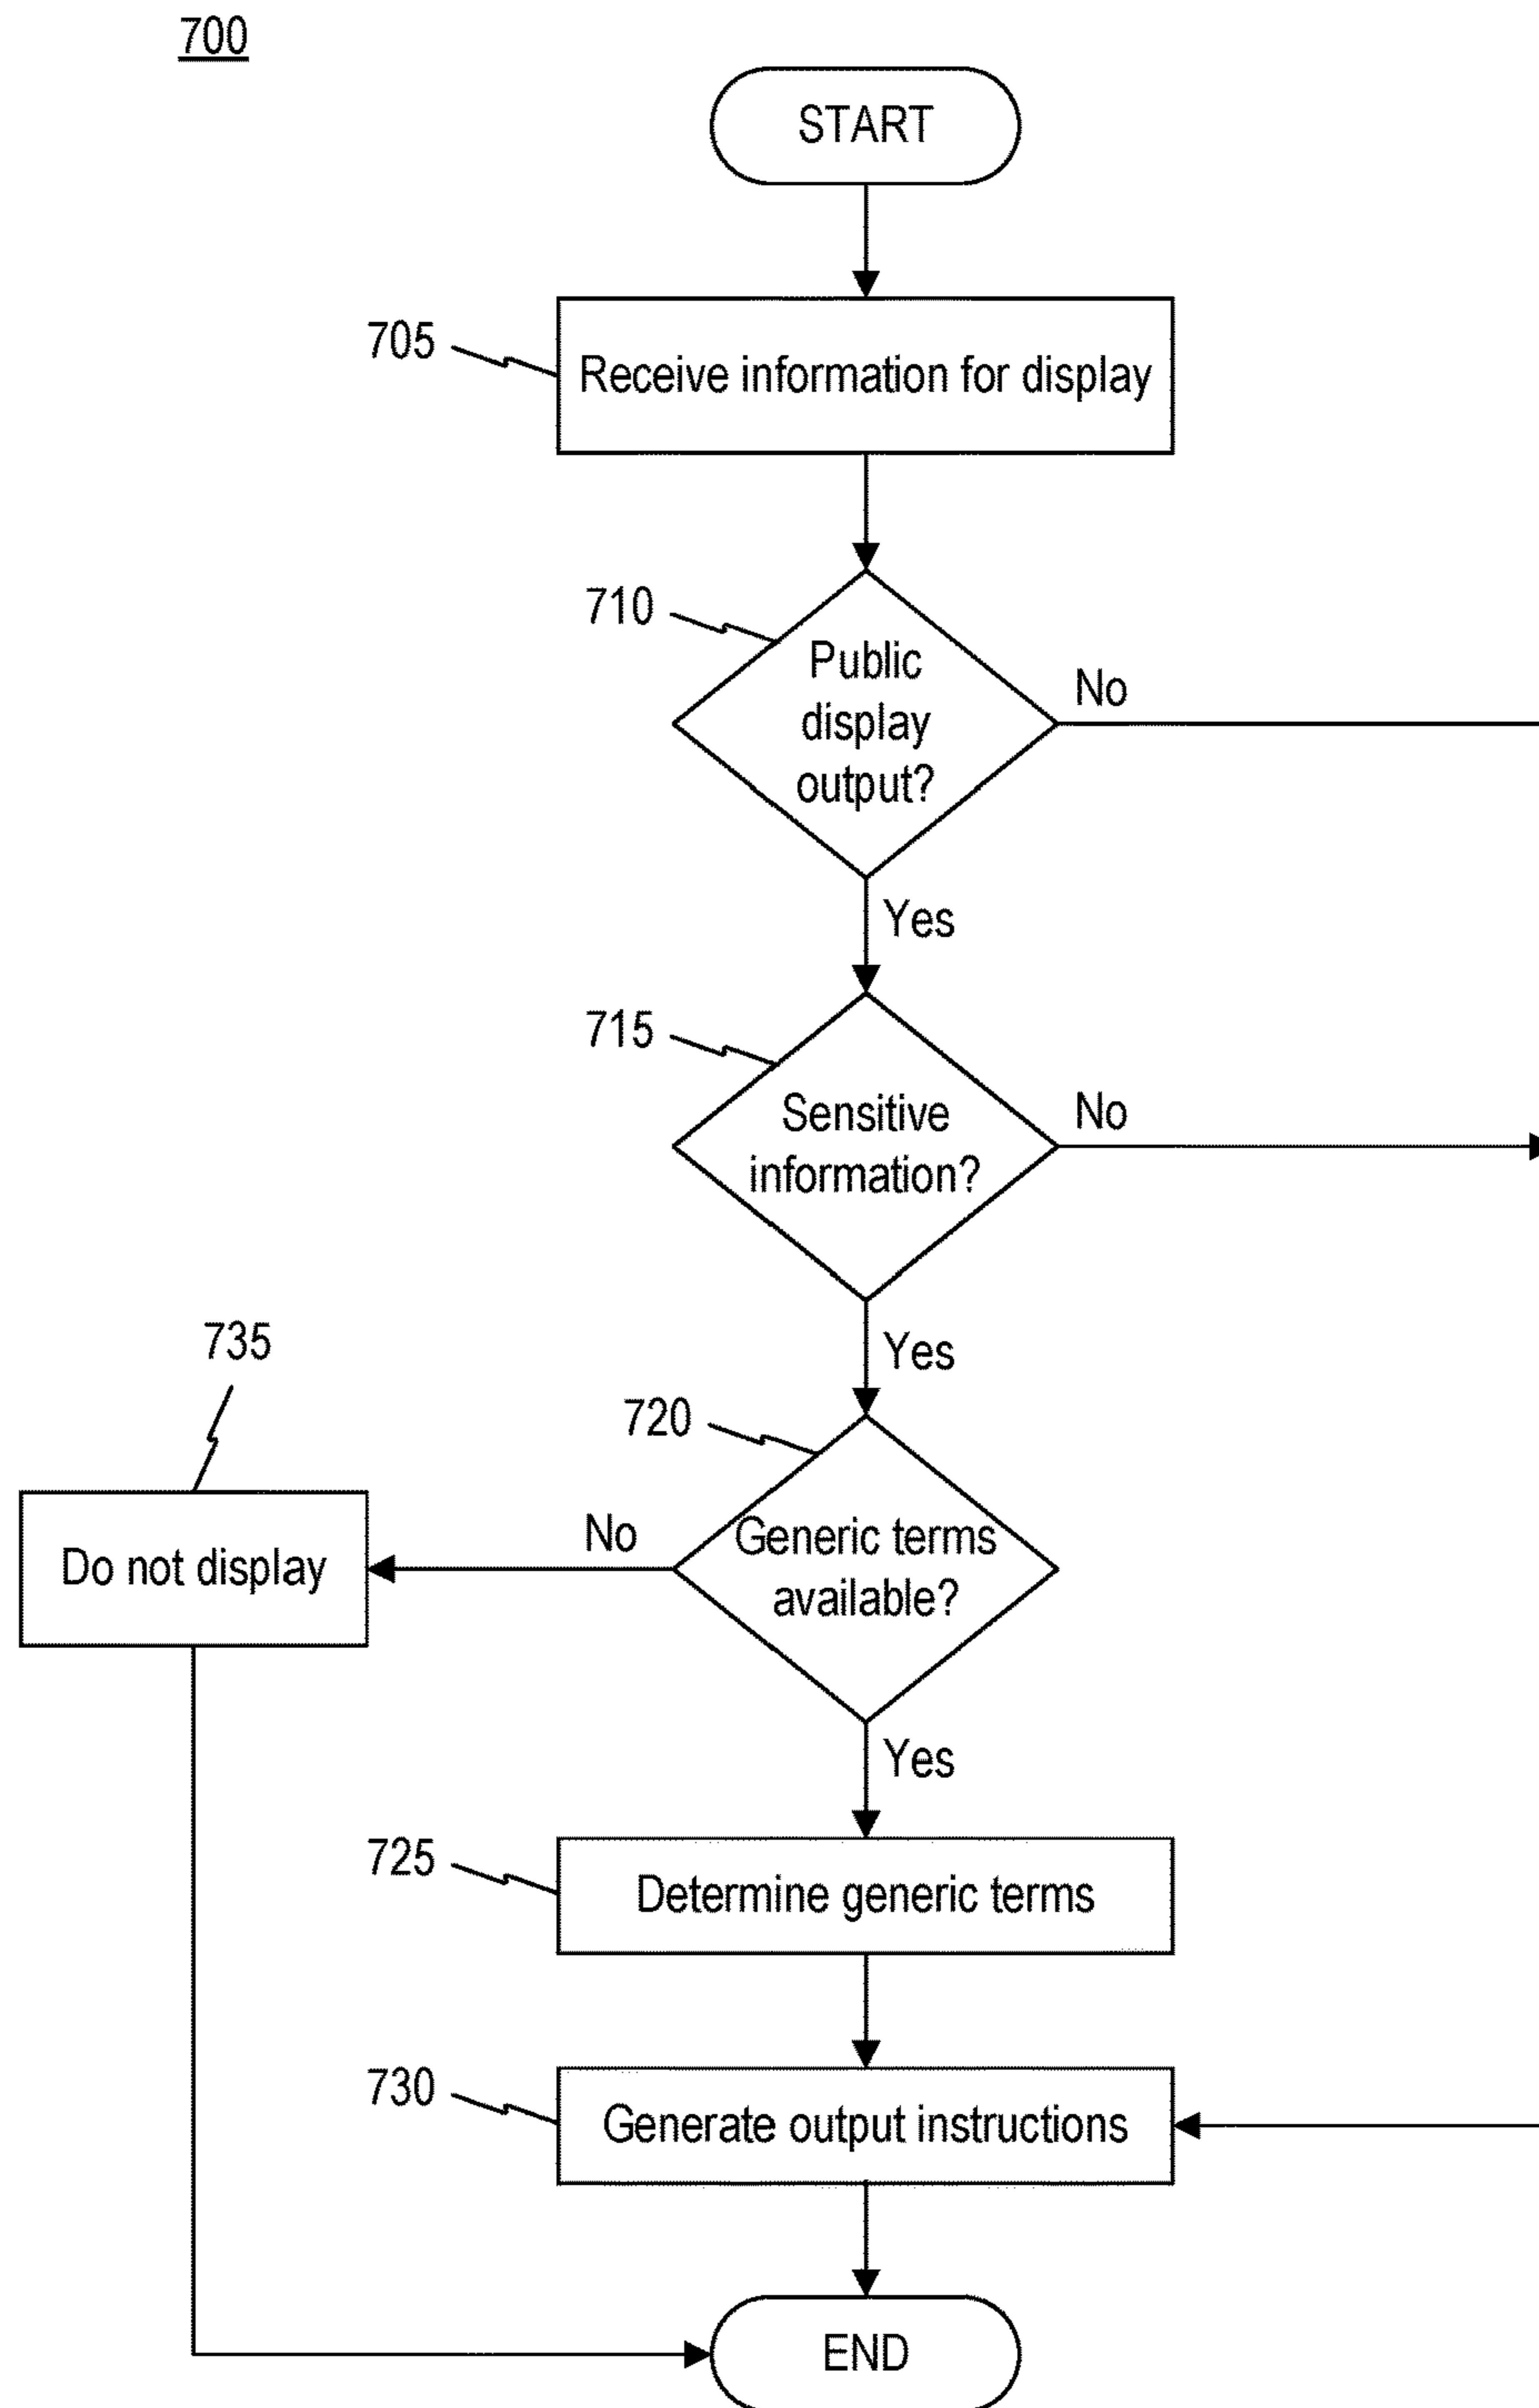 700
START
705
Receive information for display
710
Public
display
output?
No
Yes
715
Sensitive
information?
No
Yes
735
720
Do not display
No
Generic terms
available?
Yes
725
Determine generic terms
730
Generate output instructions
END